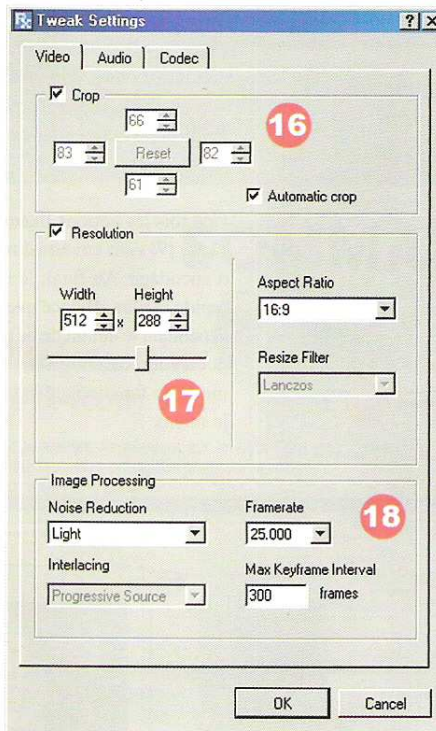 Rx Tweak Settings ? X
Video Audio Codec
Crop
66
16
83 Reset 82
61
Automatic crop
Resolution
Width Height
512 x 288
Aspect Ratio
16:9
Resize Filter
Lanczos
17
Image Processing
Noise Reduction
Light
Framerate
25.000
18
Interlacing
Progressive Source
Max Keyframe Interval
300 frames
OK Cancel